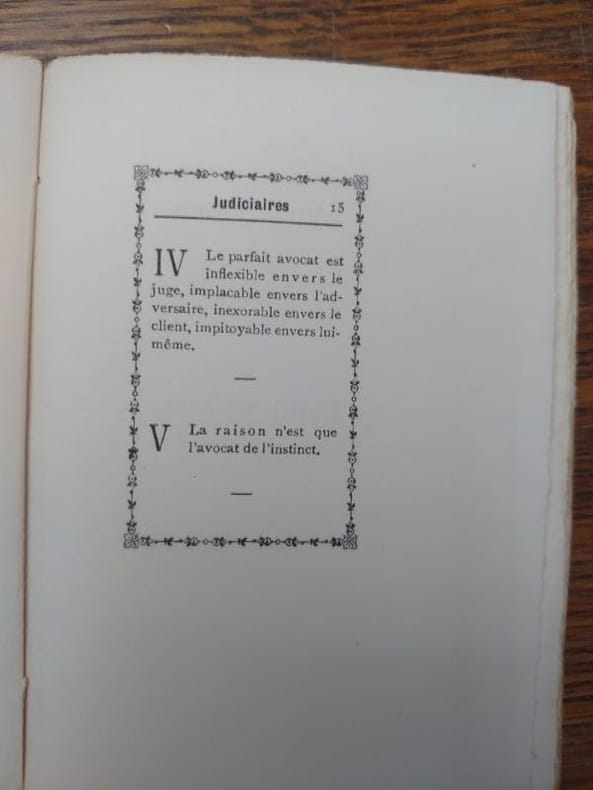 Judiciaires 15
IV Le parfait avocat est
inflexible envers le
juge, implacable envers l'ad-
versaire, inexorable envers le
client, impitoyable envers lui-
même.
V La raison n'est que
l'avocat de l'instinct.